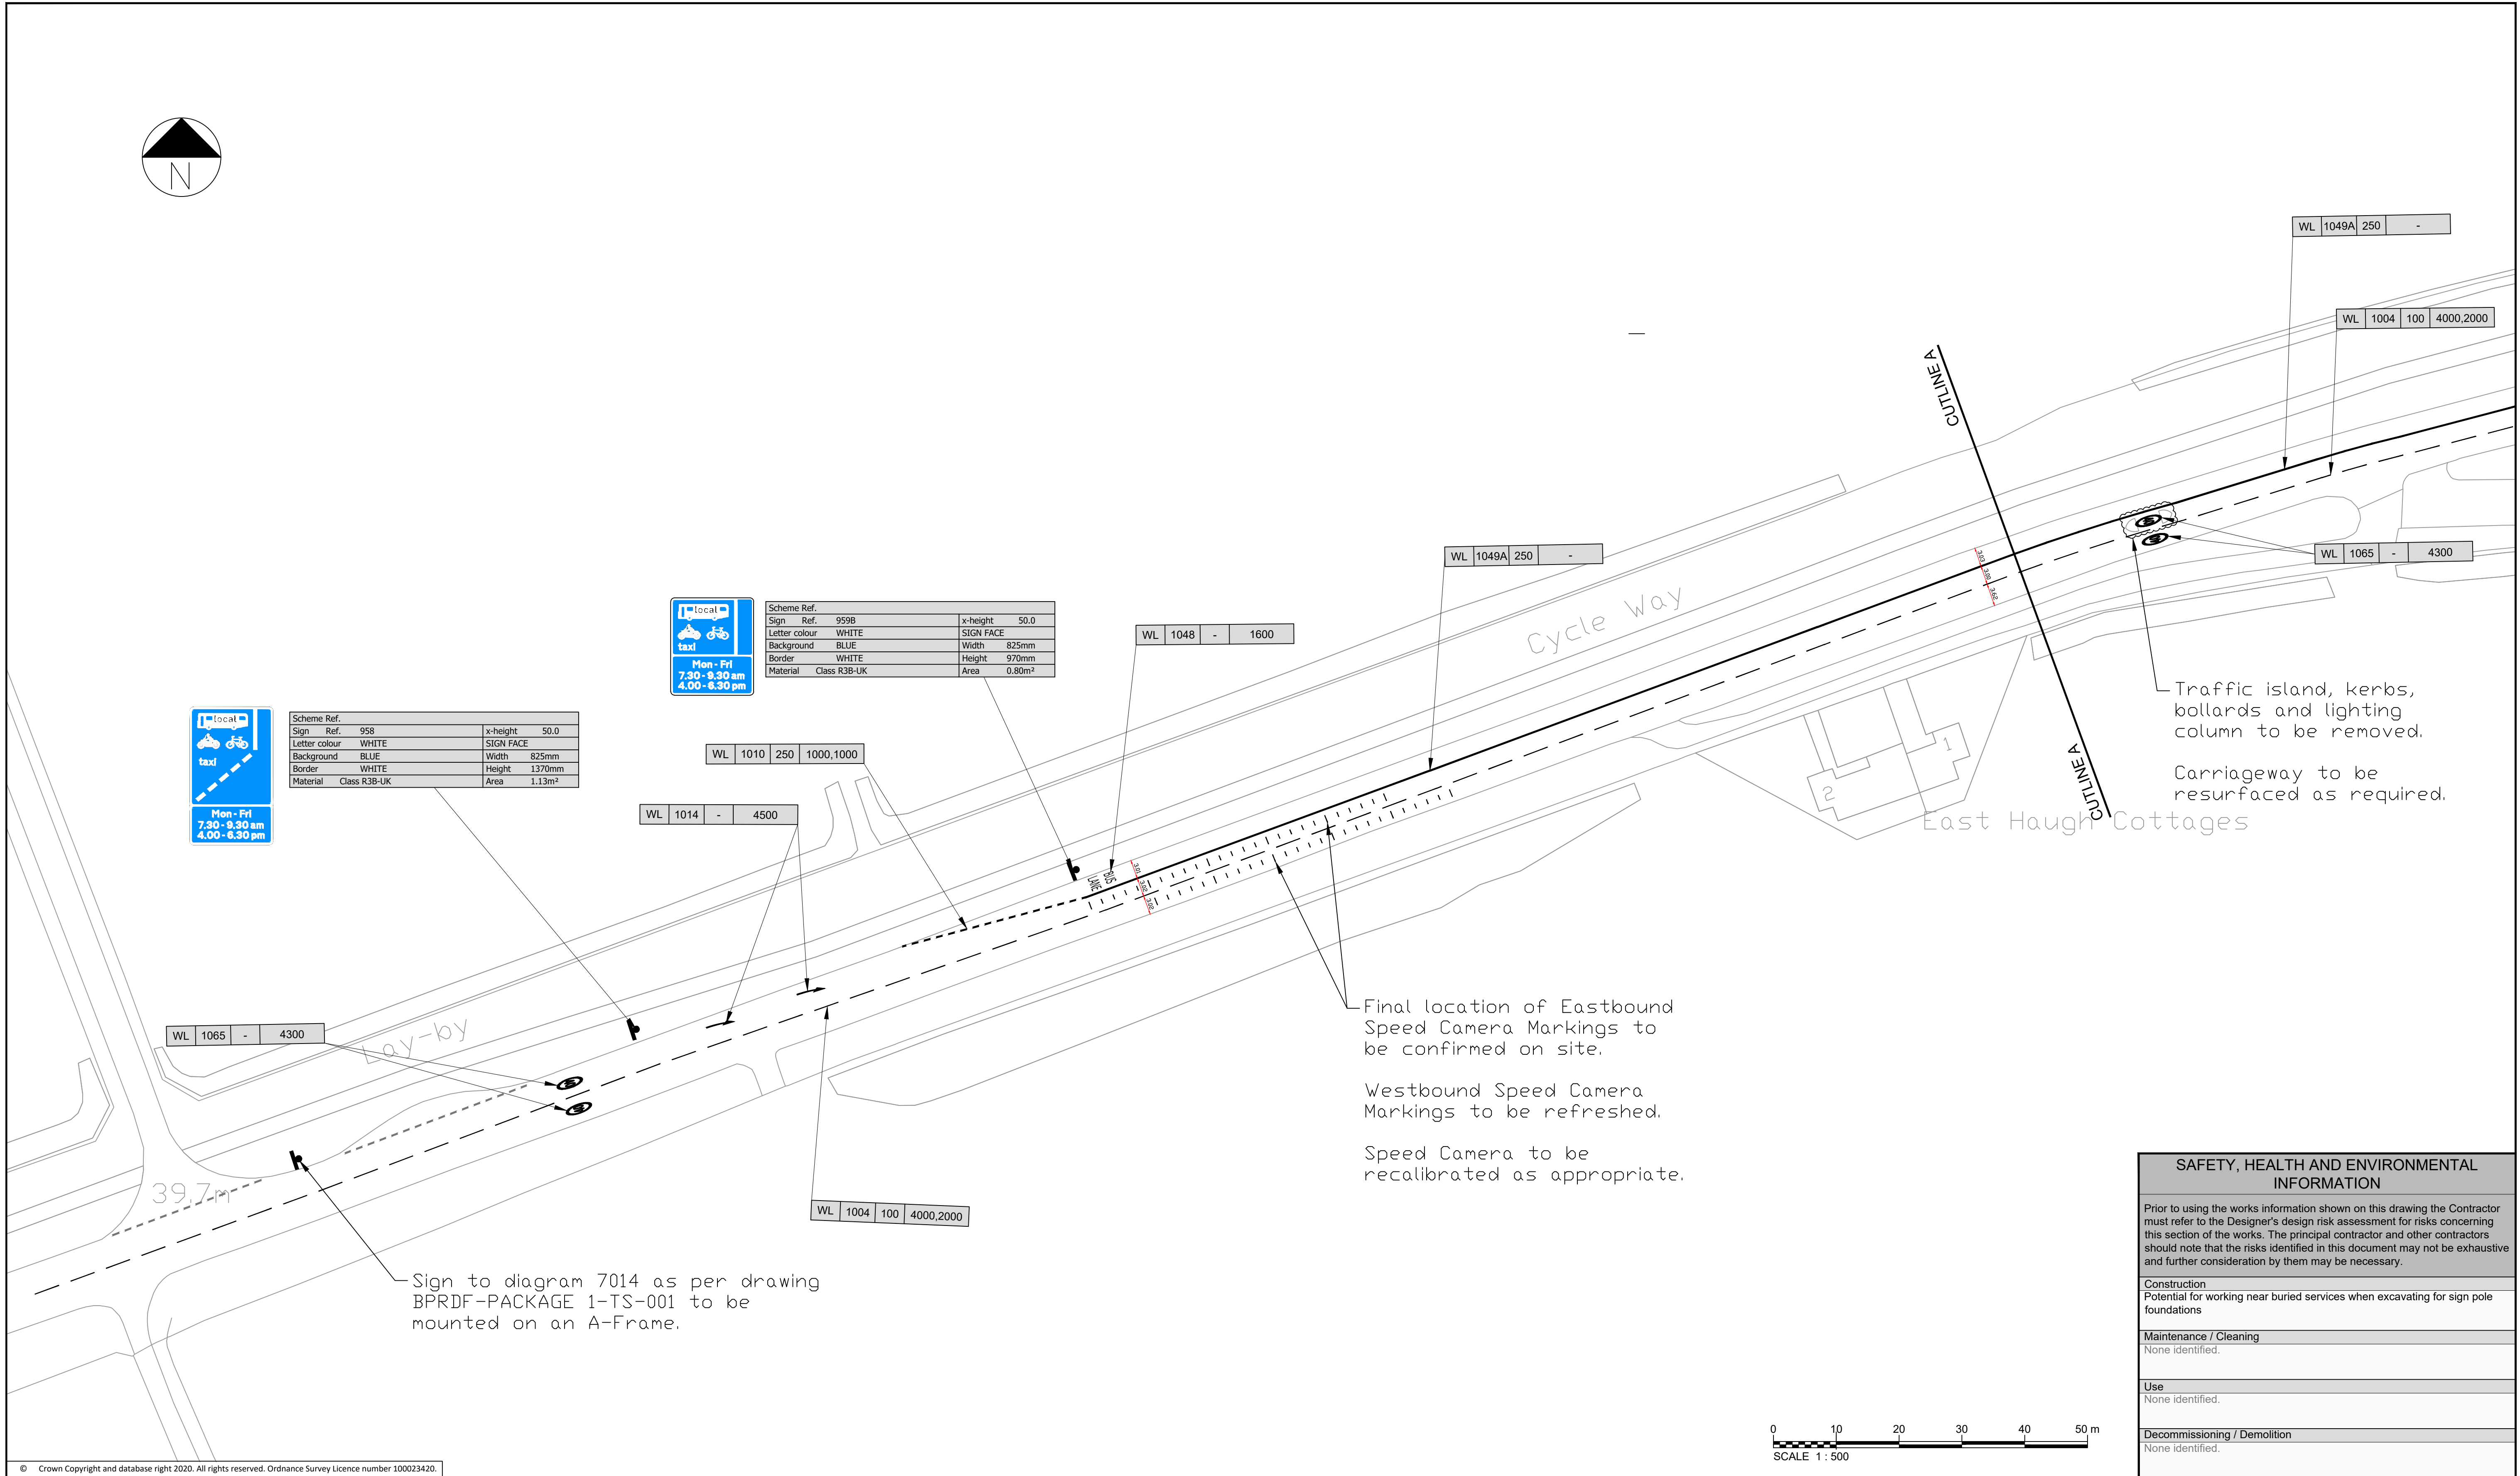 N
WL 1049A 250 -
WL 1004 100 4000,2000
CUTLINE A
WL 1049A 250 -
WL 1065 - 4300
Cycle Way
local
taxi
Mon - Fri
7.30 - 9.30 am
4.00 - 6.30 pm
Scheme Ref.
Sign Ref. 959B x-height 50.0
Letter colour WHITE SIGN FACE
Background BLUE Width 825mm
Border WHITE Height 970mm
Material Class R3B-UK Area 0.80m²
WL 1048 - 1600
3.03 3.00 3.62
Traffic island, kerbs,
bollards and lighting
column to be removed.
Carriageway to be
resurfaced as required.
local
taxi
Mon - Fri
7.30 - 9.30 am
4.00 - 6.30 pm
Scheme Ref.
Sign Ref. 958 x-height 50.0
Letter colour WHITE SIGN FACE
Background BLUE Width 825mm
Border WHITE Height 1370mm
Material Class R3B-UK Area 1.13m²
WL 1010 250 1000,1000
WL 1014 - 4500
1
2
CUTLINE A
East Haugh Cottages
BUS
LANE
3.01 3.02 3.02
WL 1065 - 4300
Lay-by
Final location of Eastbound
Speed Camera Markings to
be confirmed on site.
Westbound Speed Camera
Markings to be refreshed.
Speed Camera to be
recalibrated as appropriate.
39.7m
WL 1004 100 4000,2000
Sign to diagram 7014 as per drawing
BPRDF-PACKAGE 1-TS-001 to be
mounted on an A-Frame.
SAFETY, HEALTH AND ENVIRONMENTAL
INFORMATION
Prior to using the works information shown on this drawing the Contractor
must refer to the Designer's design risk assessment for risks concerning
this section of the works. The principal contractor and other contractors
should note that the risks identified in this document may not be exhaustive
and further consideration by them may be necessary.
Construction
Potential for working near buried services when excavating for sign pole
foundations
Maintenance / Cleaning
None identified.
Use
None identified.
Decommissioning / Demolition
None identified.
0 10 20 30 40 50 m
SCALE 1 : 500
© Crown Copyright and database right 2020. All rights reserved. Ordnance Survey Licence number 100023420.